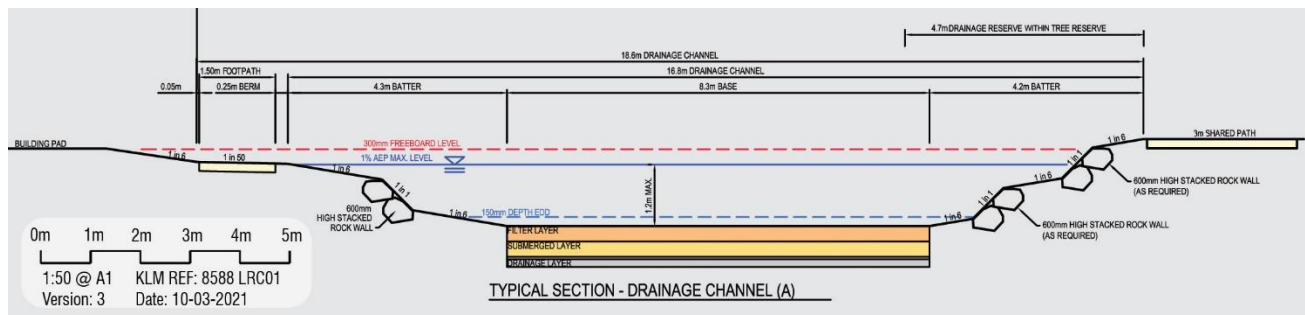 4.7m DRAINAGE RESERVE WITHIN TREE RESERVE
18.6m DRAINAGE CHANNEL
1.50m FOOTPATH
16.8m DRAINAGE CHANNEL
0.05m
0.25m BERM
4.3m BATTER
8.3m BASE
4.2m BATTER
BUILDING PAD
300mm FREEBOARD LEVEL
3m SHARED PATH
1 in 6
1 in 50
1% AEP MAX. LEVEL
1 in 6
1 in 6
1 in 1
1 in 1
600mm HIGH STACKED ROCK WALL
(AS REQUIRED)
1 in 6
1.2m MAX.
1 in 1
600mm
HIGH STACKED
ROCK WALL
1 in 6
150mm DEPTH EDD
1 in 6
600mm HIGH STACKED ROCK WALL
(AS REQUIRED)
FILTER LAYER
SUBMERGED LAYER
DRAINAGE LAYER
0m 1m 2m 3m 4m 5m
1:50 @ A1 KLM REF: 8588 LRC01
Version: 3 Date: 10-03-2021
TYPICAL SECTION - DRAINAGE CHANNEL (A)